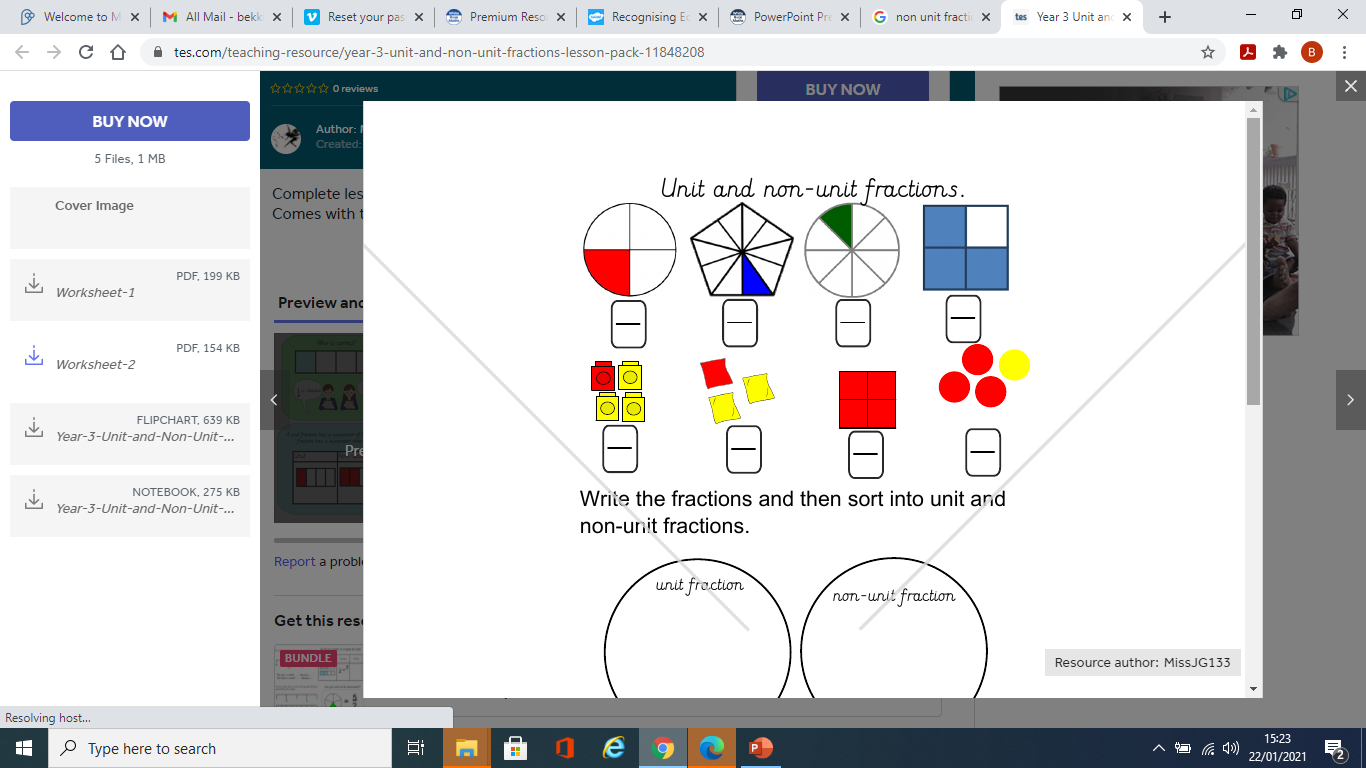 Welcome to M
All Mail - bekk
Reset your pas
Premium Reso
Recognising Ec
PowerPoint Pre
non unit fracti
tes
Year 3 Unit and
tes.com/teaching-resource/year-3-unit-and-non-unit-fractions-lesson-pack-11848208
B
BUY NOW
5 Files, 1 MB
Cover Image
PDF, 199 KB
Worksheet-1
PDF, 154 KB
Worksheet-2
FLIPCHART, 639 KB
Year-3-Unit-and-Non-Unit-...
NOTEBOOK, 275 KB
Year-3-Unit-and-Non-Unit-...
0 reviews
BUY NOW
Author:
Created:
Complete les
Comes with t
Preview and
Pre
Report a proble
Get this res
BUNDLE
Unit and non-unit fractions.
Write the fractions and then sort into unit and
non-unit fractions.
unit fraction
non-unit fraction
Resource author: MissJG133
Resolving host...
Type here to search
15:23
22/01/2021
2